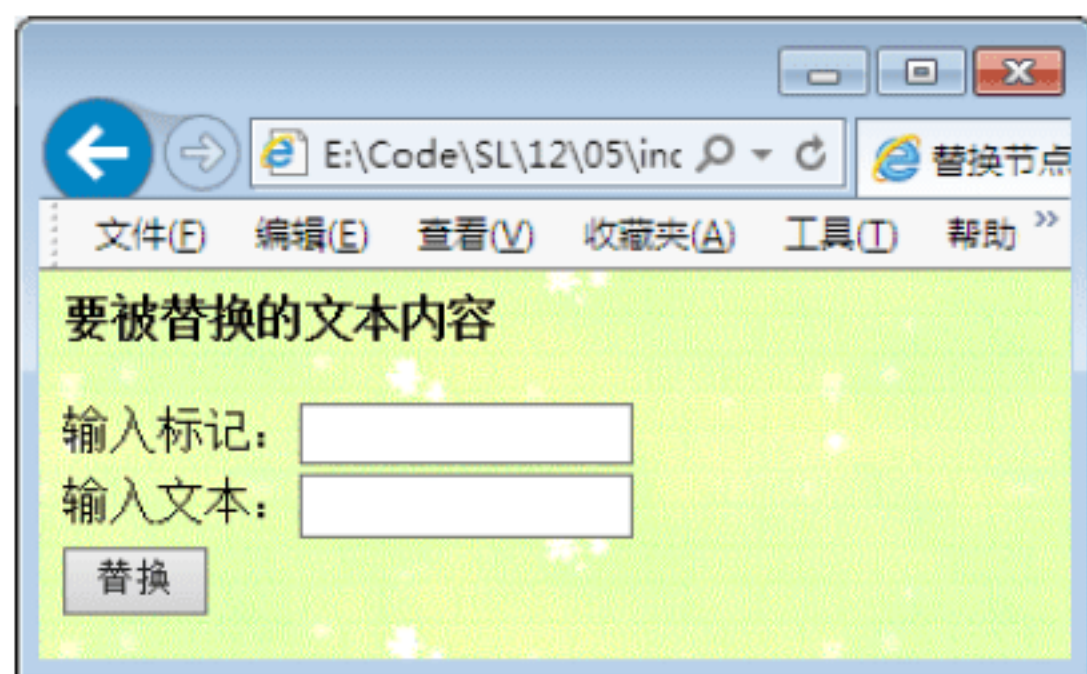 E:\Code\SL\12\05\inc
替换节点
文件(F) 编辑(E) 查看(V) 收藏夹(A) 工具(T) 帮助 »
要被替换的文本内容
输入标记：
输入文本：
替换